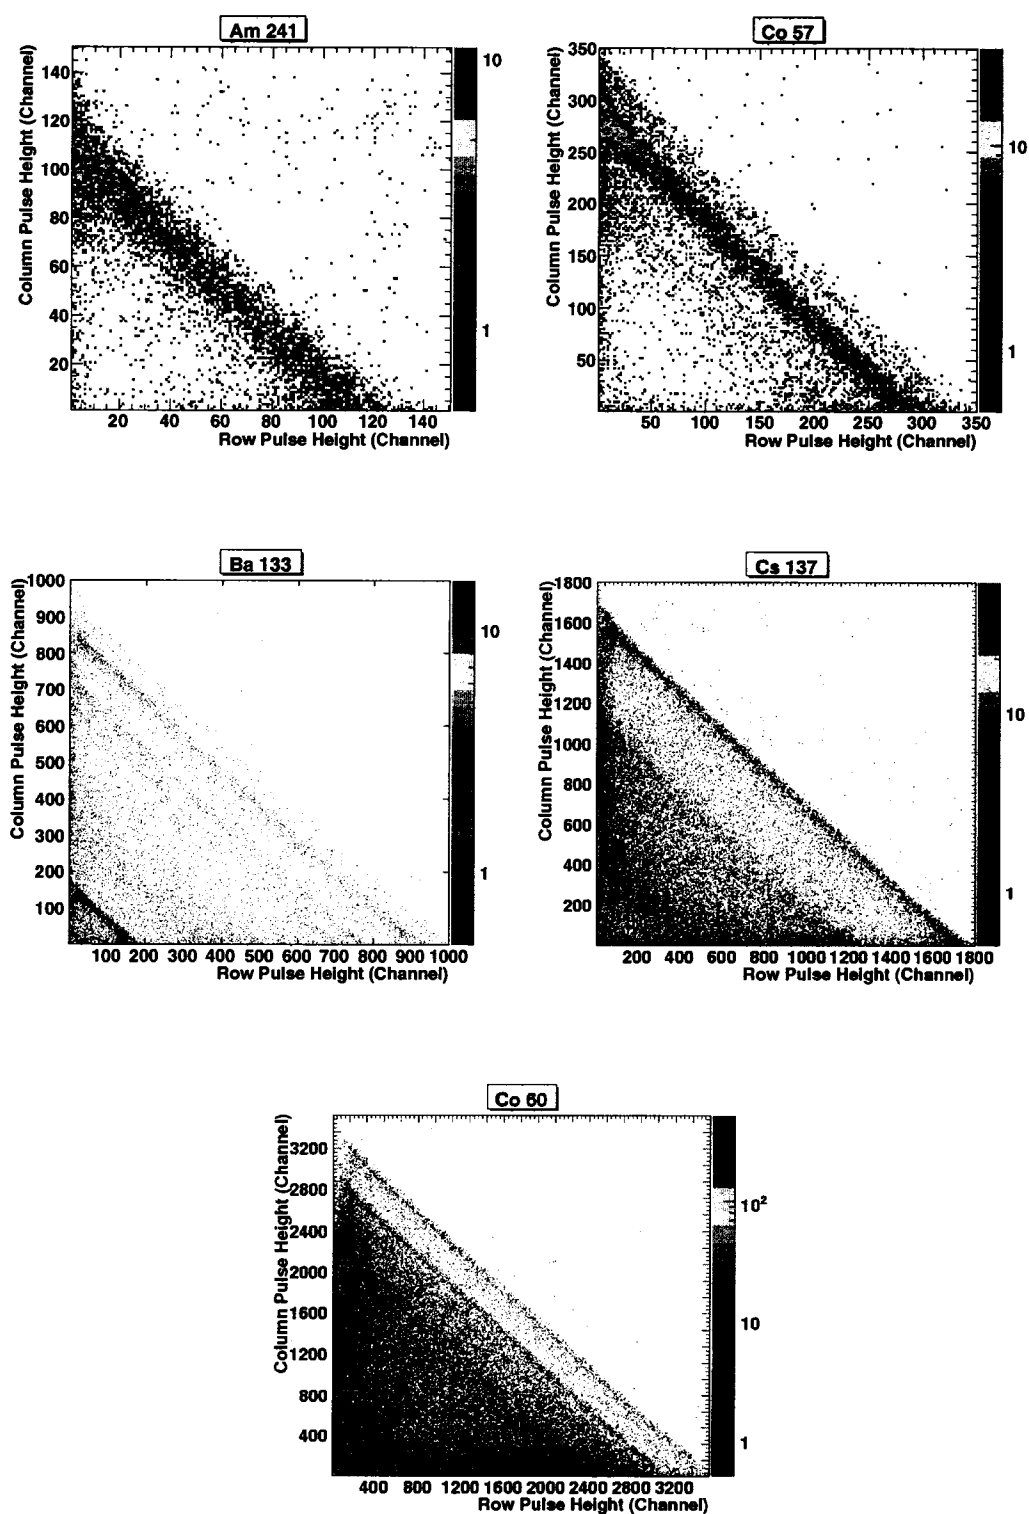 Am 241
Column Pulse Height (Channel)
140
120
100
80
60
40
20
20 40 60 80 100 120 140
Row Pulse Height (Channel)
10
1
Co 57
Column Pulse Height (Channel)
350
300
250
200
150
100
50
50 100 150 200 250 300 350
Row Pulse Height (Channel)
10
1
Ba 133
Column Pulse Height (Channel)
1000
900
800
700
600
500
400
300
200
100
100 200 300 400 500 600 700 800 900 1000
Row Pulse Height (Channel)
10
1
Cs 137
Column Pulse Height (Channel)
1800
1600
1400
1200
1000
800
600
400
200
200 400 600 800 1000 1200 1400 1600 1800
Row Pulse Height (Channel)
10
1
Co 60
Column Pulse Height (Channel)
3200
2800
2400
2000
1600
1200
800
400
400 800 1200 1600 2000 2400 2800 3200
Row Pulse Height (Channel)
10²
10
1